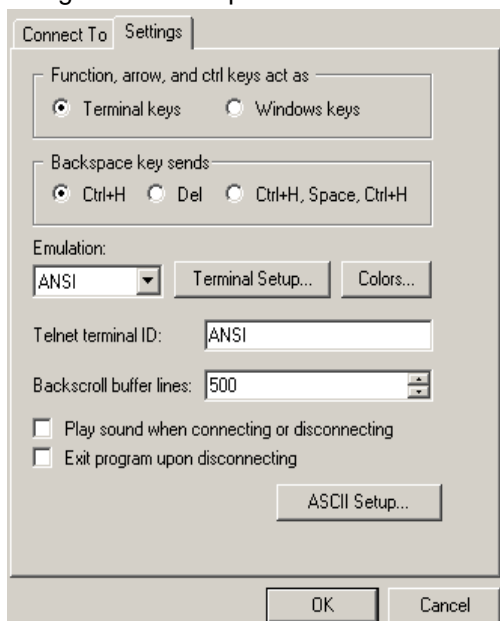 Connect To Settings
Function, arrow, and ctrl keys act as
Terminal keys Windows keys
Backspace key sends
Ctrl+H Del Ctrl+H, Space, Ctrl+H
Emulation:
ANSI Terminal Setup... Colors...
Telnet terminal ID: ANSI
Backscroll buffer lines: 500
Play sound when connecting or disconnecting
Exit program upon disconnecting
ASCII Setup...
OK Cancel